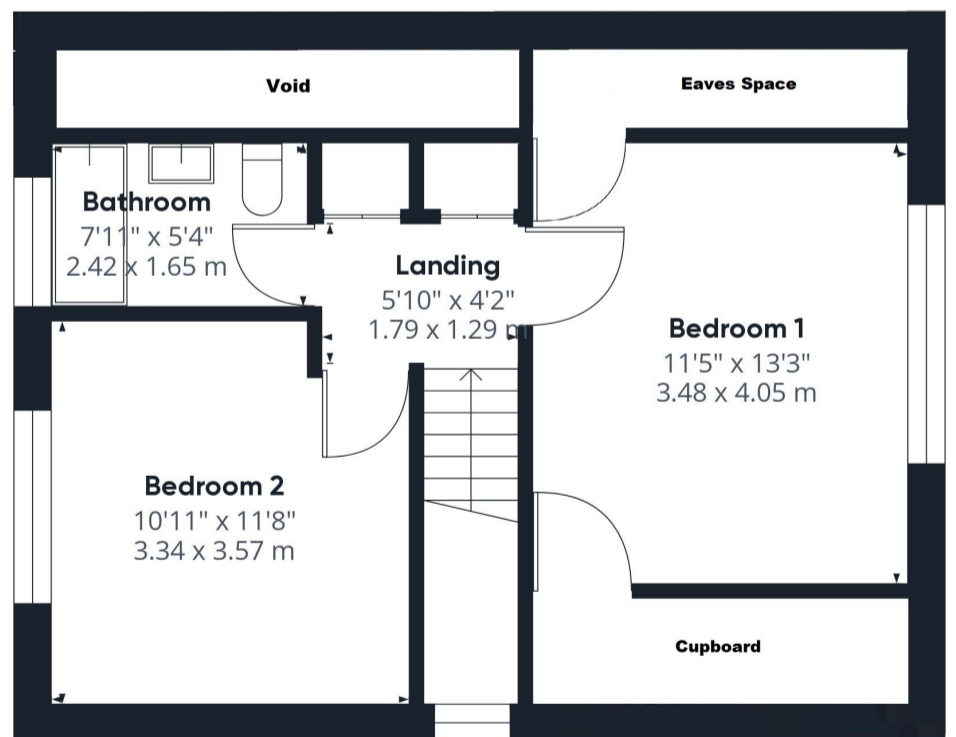 Void
Eaves Space
Bathroom
7'11" x 5'4"
2.42 x 1.65 m
Landing
5'10" x 4'2"
1.79 x 1.29 m
Bedroom 1
11'5" x 13'3"
3.48 x 4.05 m
Bedroom 2
10'11" x 11'8"
3.34 x 3.57 m
Cupboard